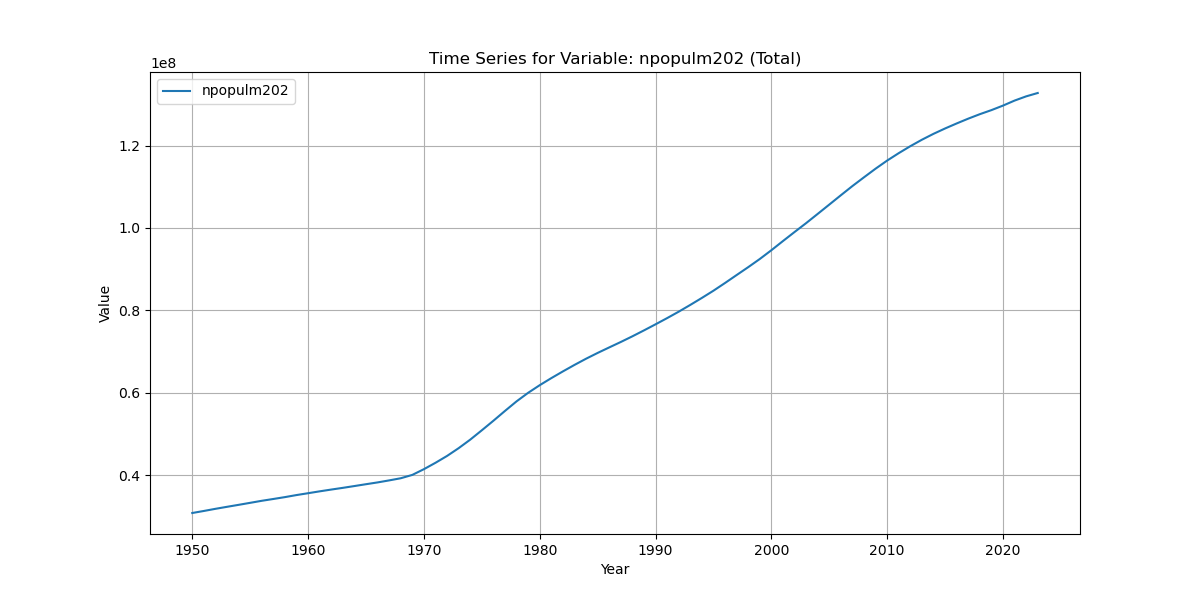 Time Series for Variable: npopulm202 (Total)
1e8
npopulm202
1.2
1.0
0.8
0.6
0.4
Value
1950 1960 1970 1980 1990 2000 2010 2020
Year